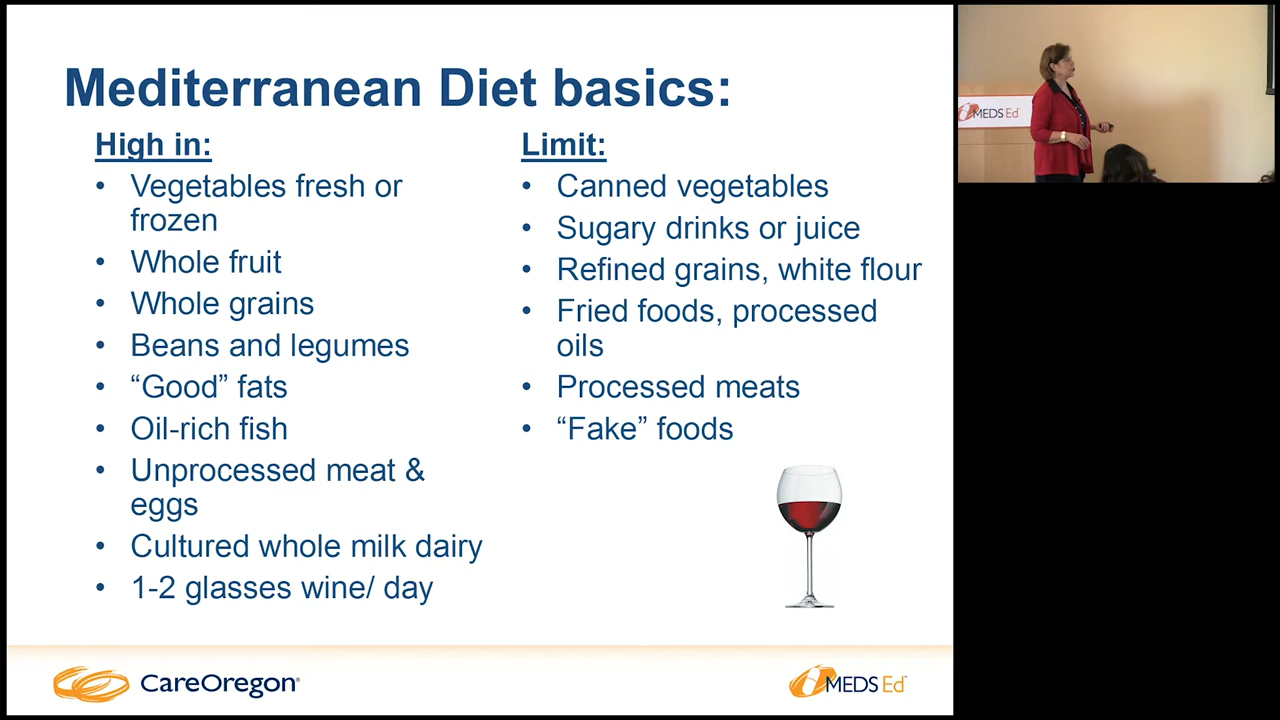 Mediterranean Diet basics:
High in:
• Vegetables fresh or
frozen
• Whole fruit
• Whole grains
• Beans and legumes
• “Good” fats
• Oil-rich fish
• Unprocessed meat &
eggs
• Cultured whole milk dairy
• 1-2 glasses wine/ day
Limit:
• Canned vegetables
• Sugary drinks or juice
• Refined grains, white flour
• Fried foods, processed
oils
• Processed meats
• “Fake” foods
CareOregon®
MEDS Ed™
MEDS Ed